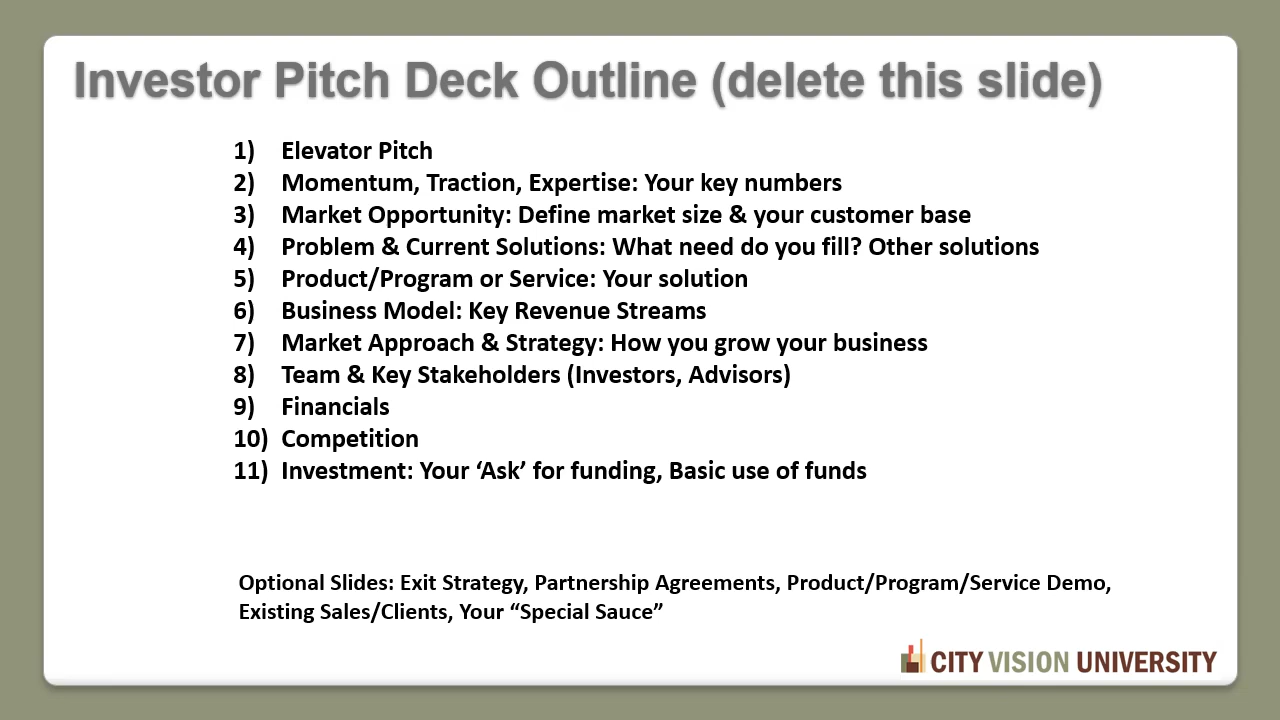 Investor Pitch Deck Outline (delete this slide)
1) Elevator Pitch
2) Momentum, Traction, Expertise: Your key numbers
3) Market Opportunity: Define market size & your customer base
4) Problem & Current Solutions: What need do you fill? Other solutions
5) Product/Program or Service: Your solution
6) Business Model: Key Revenue Streams
7) Market Approach & Strategy: How you grow your business
8) Team & Key Stakeholders (Investors, Advisors)
9) Financials
10) Competition
11) Investment: Your ‘Ask’ for funding, Basic use of funds
Optional Slides: Exit Strategy, Partnership Agreements, Product/Program/Service Demo,
Existing Sales/Clients, Your “Special Sauce”
CITY VISION UNIVERSITY